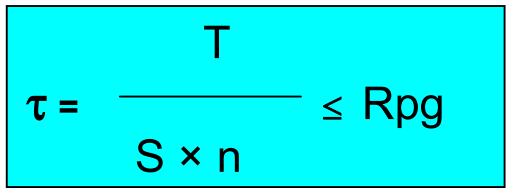 T
τ = ≤ Rpg
S × n